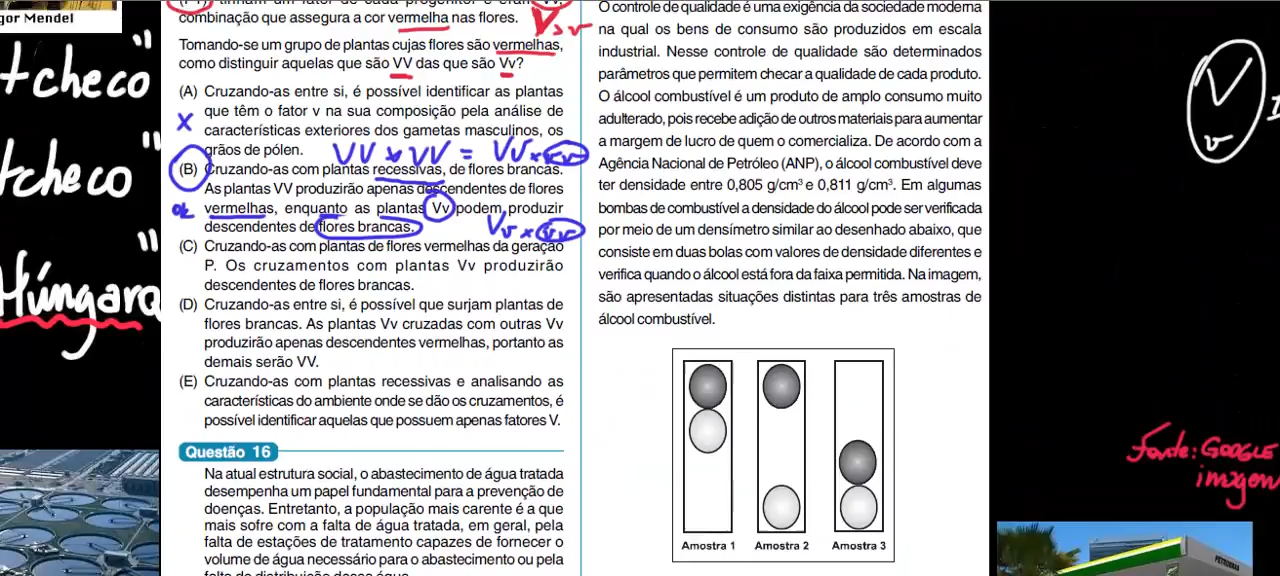 gor Mendel
tcheco"
tcheco
"
Húngara
combinação que assegura a cor vermelha nas flores.
V > v
Tomando-se um grupo de plantas cujas flores são vermelhas,
como distinguir aquelas que são VV das que são Vv?
(A) Cruzando-as entre si, é possível identificar as plantas
que têm o fator v na sua composição pela análise de
x
características exteriores dos gametas masculinos, os
grãos de pólen.
VV x VV = VV x vv
(B) Cruzando-as com plantas recessivas, de flores brancas.
As plantas VV produzirão apenas descendentes de flores
ok
vermelhas, enquanto as plantas Vv podem produzir
descendentes de flores brancas.
Vv x vv
(C) Cruzando-as com plantas de flores vermelhas da geração
P. Os cruzamentos com plantas Vv produzirão
descendentes de flores brancas.
(D) Cruzando-as entre si, é possível que surjam plantas de
flores brancas. As plantas Vv cruzadas com outras Vv
produzirão apenas descendentes vermelhas, portanto as
demais serão VV.
(E) Cruzando-as com plantas recessivas e analisando as
características do ambiente onde se dão os cruzamentos, é
possível identificar aquelas que possuem apenas fatores V.
Questão 16
Na atual estrutura social, o abastecimento de água tratada
desempenha um papel fundamental para a prevenção de
doenças. Entretanto, a população mais carente é a que
mais sofre com a falta de água tratada, em geral, pela
falta de estações de tratamento capazes de fornecer o
volume de água necessário para o abastecimento ou pela
falta de distribuição dessa água.
O controle de qualidade é uma exigência da sociedade moderna
na qual os bens de consumo são produzidos em escala
industrial. Nesse controle de qualidade são determinados
parâmetros que permitem checar a qualidade de cada produto.
O álcool combustível é um produto de amplo consumo muito
adulterado, pois recebe adição de outros materiais para aumentar
a margem de lucro de quem o comercializa. De acordo com a
Agência Nacional de Petróleo (ANP), o álcool combustível deve
ter densidade entre 0,805 g/cm³ e 0,811 g/cm³. Em algumas
bombas de combustível a densidade do álcool pode ser verificada
por meio de um densímetro similar ao desenhado abaixo, que
consiste em duas bolas com valores de densidade diferentes e
verifica quando o álcool está fora da faixa permitida. Na imagem,
são apresentadas situações distintas para três amostras de
álcool combustível.
Amostra 1 Amostra 2 Amostra 3
V
v
Fonte: GOOGLE
imagen
PETROBRAS